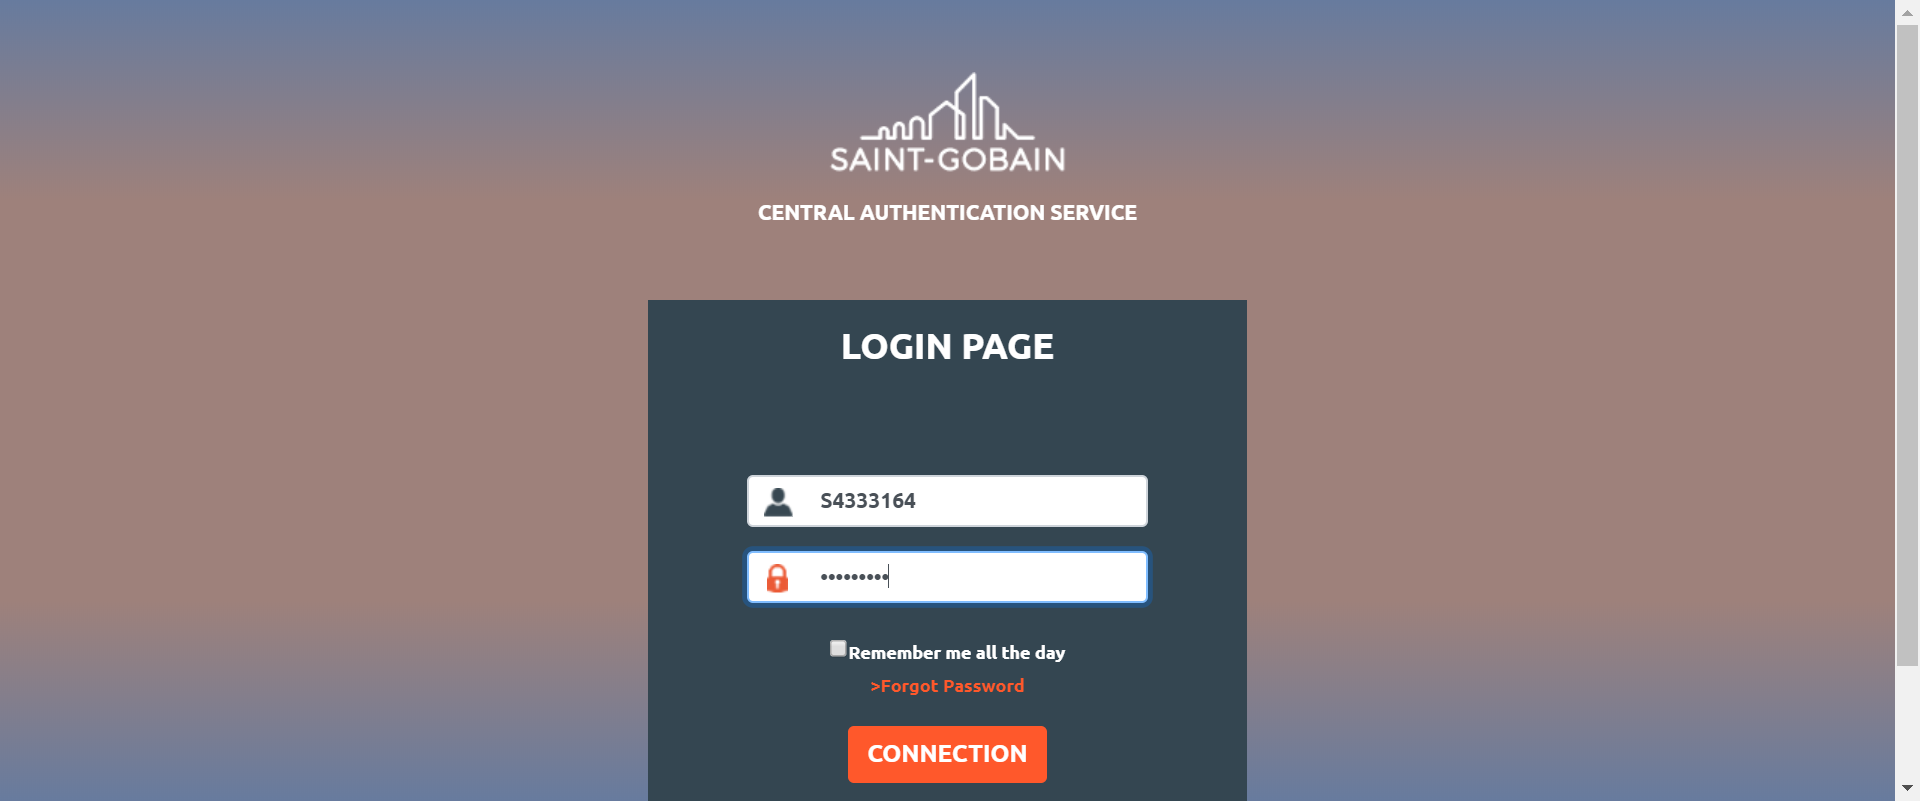 SAINT-GOBAIN
CENTRAL AUTHENTICATION SERVICE
LOGIN PAGE
S4333164
•••••••••
Remember me all the day
>Forgot Password
CONNECTION